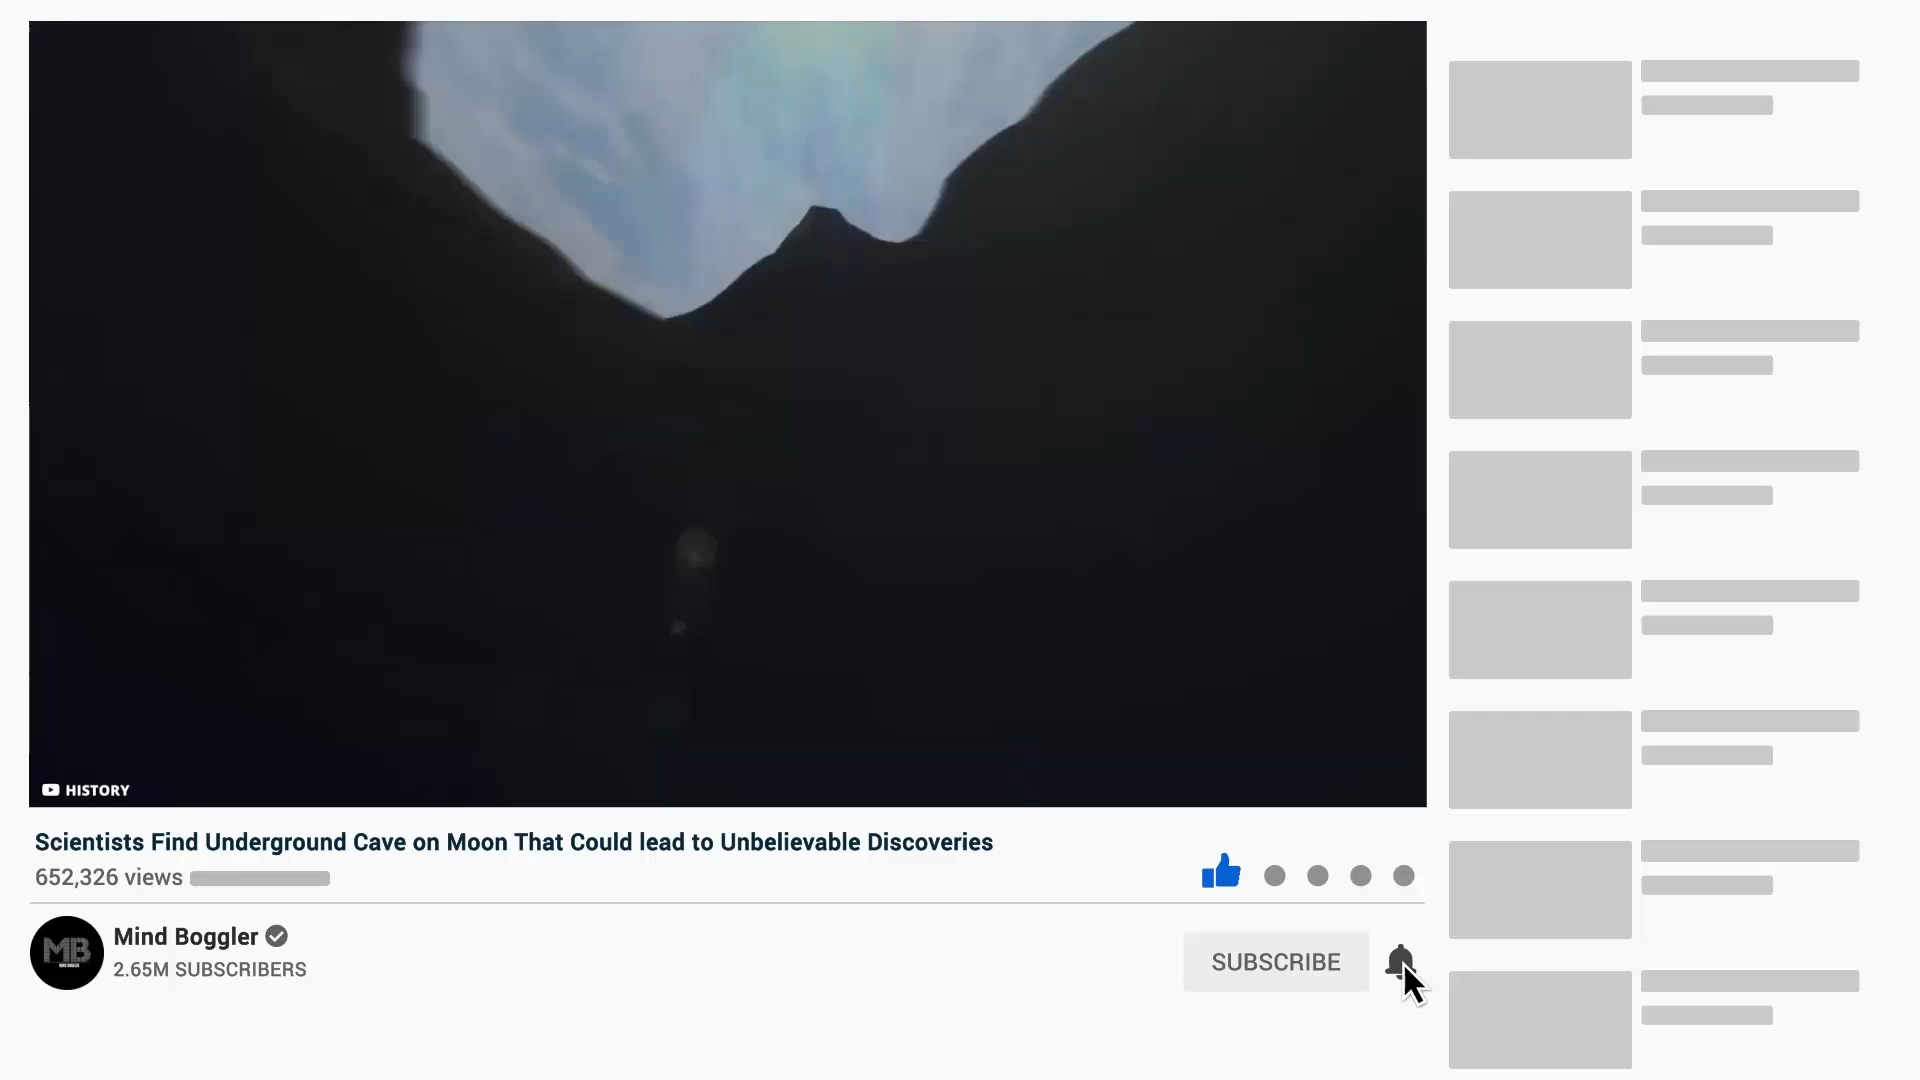 HISTORY
Scientists Find Underground Cave on Moon That Could lead to Unbelievable Discoveries
652,326 views
MB
Mind Boggler
2.65M SUBSCRIBERS
SUBSCRIBE